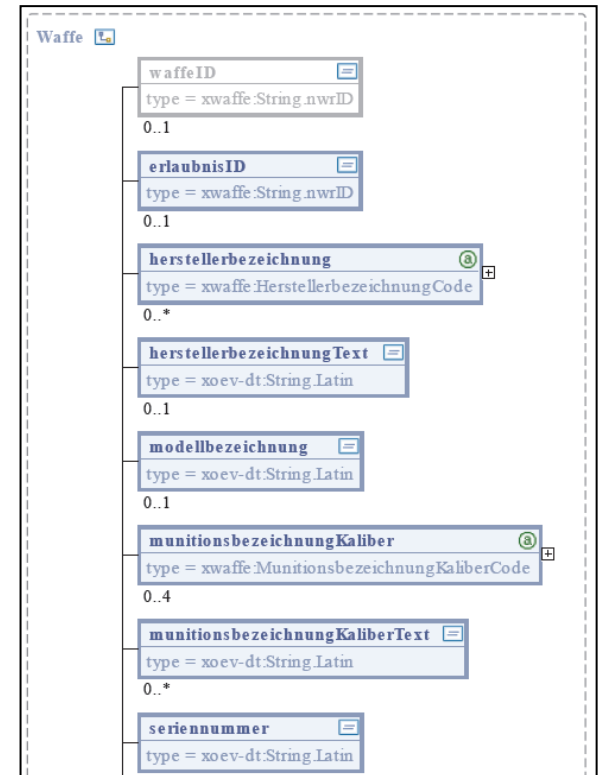 Waffe
waffeID
type = xwaffe:String.nwrID
0..1
erlaubnisID
type = xwaffe:String.nwrID
0..1
herstellerbezeichnung
type = xwaffe:HerstellerbezeichnungCode
0..*
herstellerbezeichnungText
type = xoev-dt:String.Latin
0..1
modellbezeichnung
type = xoev-dt:String.Latin
0..1
munitionsbezeichnungKaliber
type = xwaffe:MunitionsbezeichnungKaliberCode
0..4
munitionsbezeichnungKaliberText
type = xoev-dt:String.Latin
0..*
seriennummer
type = xoev-dt:String.Latin